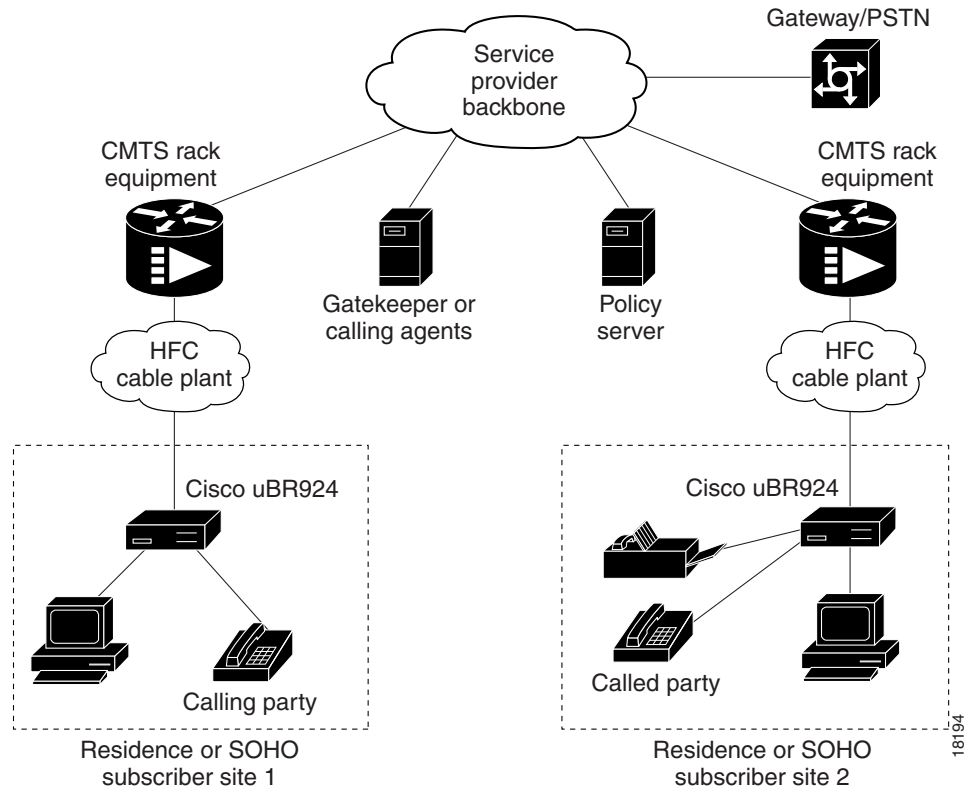 Gateway/PSTN
Service
provider
backbone
CMTS rack
equipment
CMTS rack
equipment
Gatekeeper or
calling agents
Policy
server
HFC
cable plant
HFC
cable plant
Cisco uBR924
Cisco uBR924
Calling party
Called party
Residence or SOHO
subscriber site 1
Residence or SOHO
subscriber site 2
18194